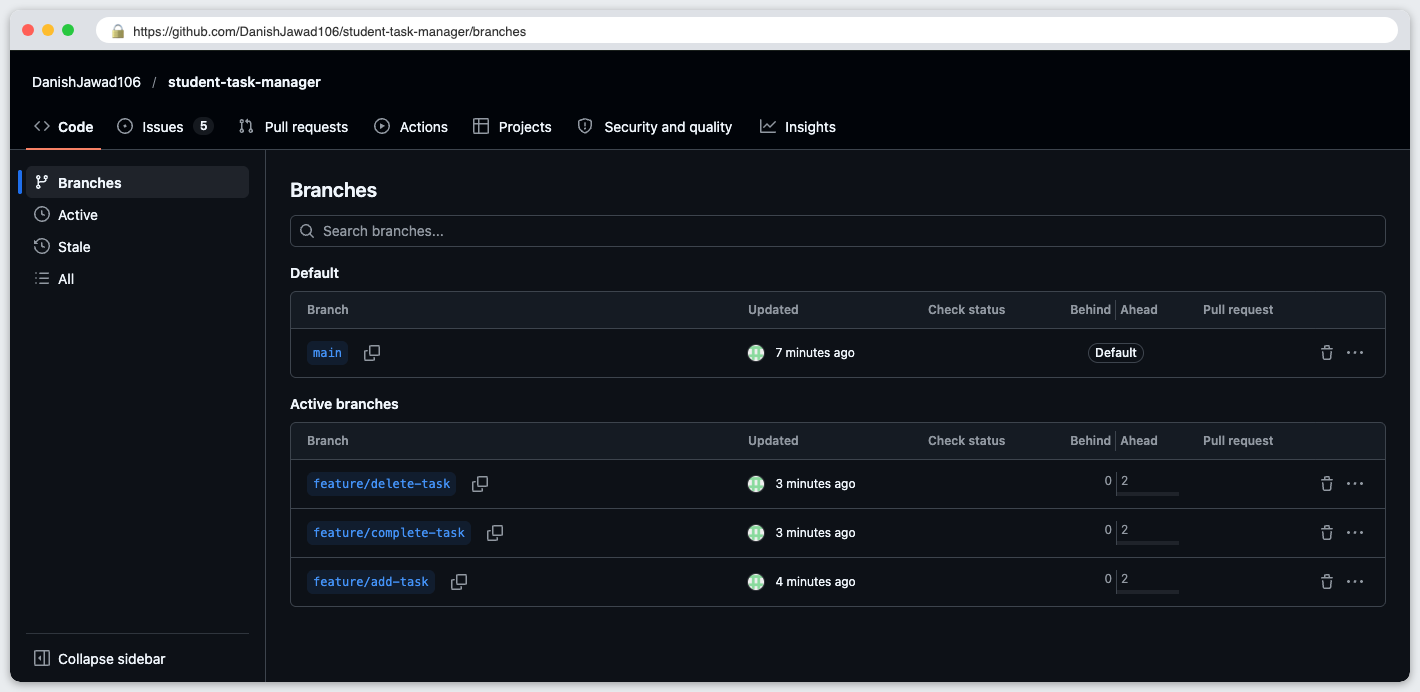 https://github.com/DanishJawad106/student-task-manager/branches
DanishJawad106 / student-task-manager
Code Issues 5 Pull requests Actions Projects Security and quality Insights
Branches
Active
Stale
All
Collapse sidebar
Branches
Search branches...
Default
Branch Updated Check status Behind Ahead Pull request
main 7 minutes ago Default
Active branches
Branch Updated Check status Behind Ahead Pull request
feature/delete-task 3 minutes ago 0 2
feature/complete-task 3 minutes ago 0 2
feature/add-task 4 minutes ago 0 2